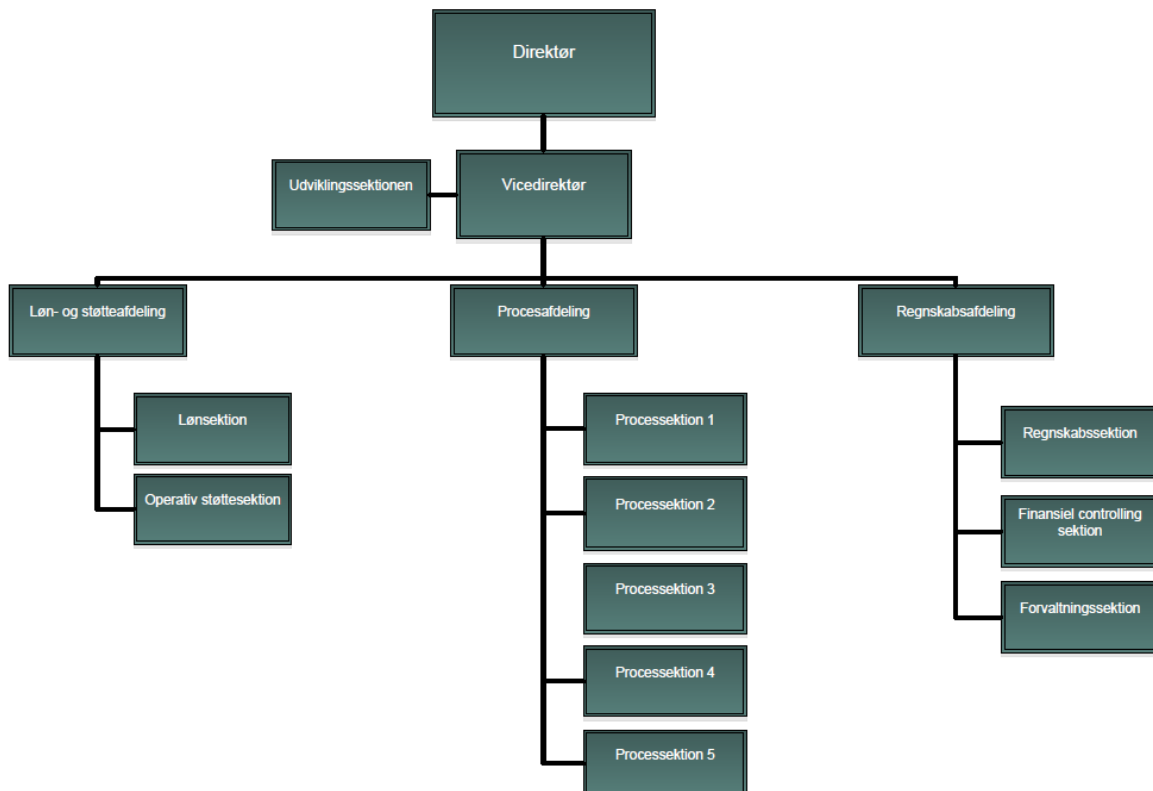 Direktør
Udviklingssektionen
Vicedirektør
Løn- og støtteafdeling
Procesafdeling
Regnskabsafdeling
Lønsektion
Operativ støttesektion
Processektion 1
Processektion 2
Processektion 3
Processektion 4
Processektion 5
Regnskabssektion
Finansiel controlling
sektion
Forvaltningssektion